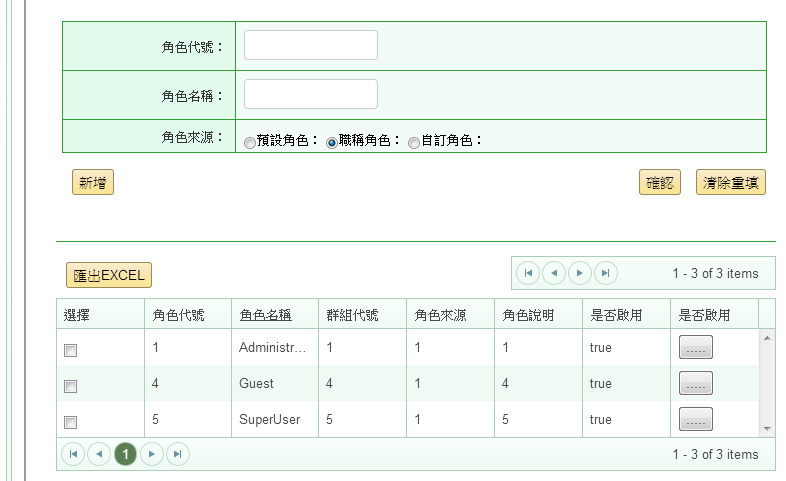 角色代號：
角色名稱：
角色來源： 預設角色： 職稱角色： 自訂角色：
新增 確認 清除重填
匯出EXCEL 1 - 3 of 3 items
選擇 角色代號 角色名稱 群組代號 角色來源 角色說明 是否啟用 是否啟用
1 Administr... 1 1 1 true .....
4 Guest 4 1 4 true .....
5 SuperUser 5 1 5 true .....
1 1 - 3 of 3 items